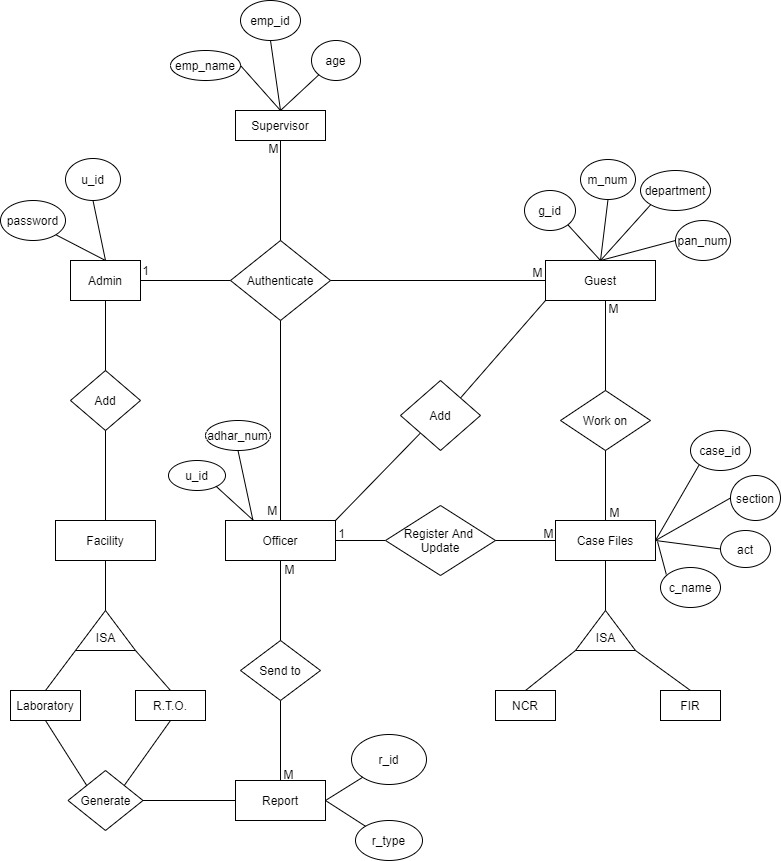 emp_id
emp_name
age
Supervisor
M
u_id
password
m_num
department
g_id
pan_num
Admin
1
Authenticate
M
Guest
M
Add
Add
Work on
adhar_num
u_id
case_id
section
act
c_name
M
M
Facility
Officer
1
Register And
Update
M
Case Files
M
ISA
ISA
Send to
Laboratory
R.T.O.
NCR
FIR
r_id
M
Generate
Report
r_type